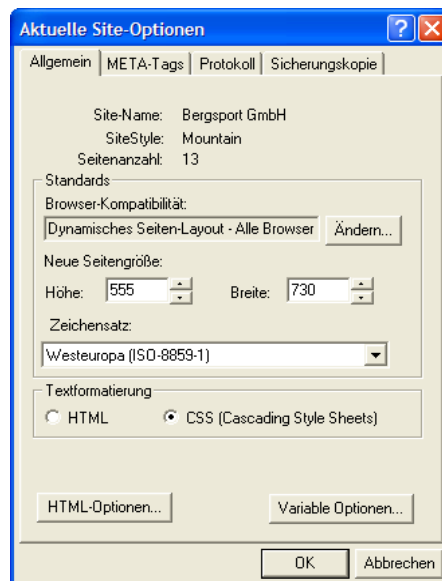 Aktuelle Site-Optionen
Allgemein META-Tags Protokoll Sicherungskopie
Site-Name: Bergsport GmbH
SiteStyle: Mountain
Seitenanzahl: 13
Standards
Browser-Kompatibilität:
Dynamisches Seiten-Layout - Alle Browser Ändern...
Neue Seitengröße:
Höhe: 555 Breite: 730
Zeichensatz:
Westeuropa (ISO-8859-1)
Textformatierung
HTML CSS (Cascading Style Sheets)
HTML-Optionen... Variable Optionen...
OK Abbrechen